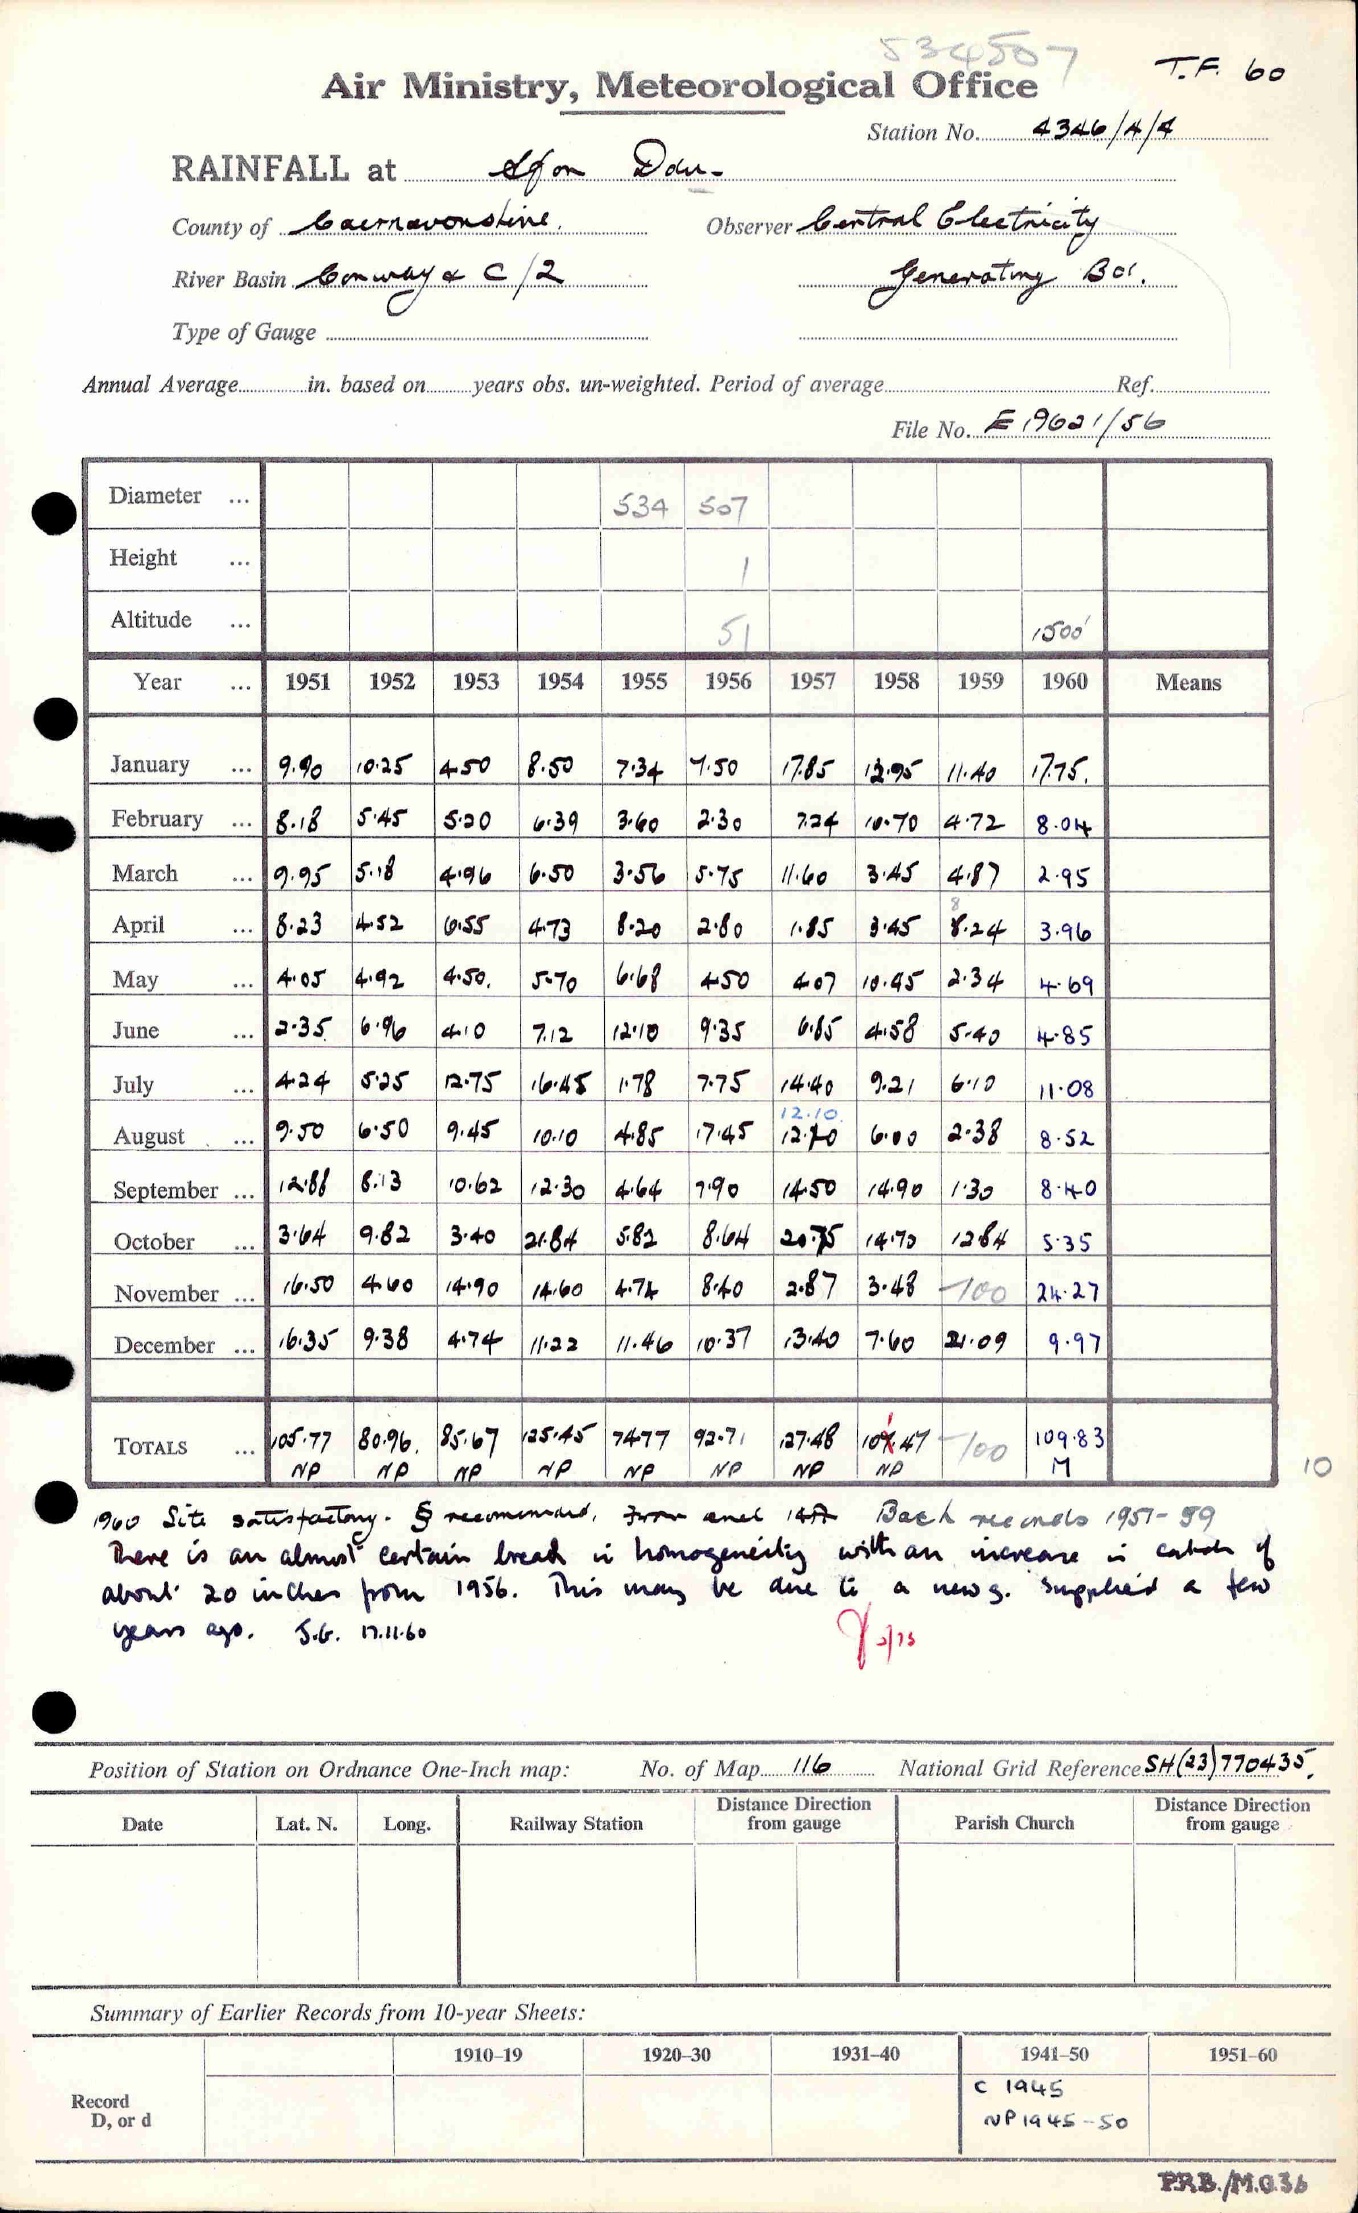 534507
T.F. 60
Air Ministry, Meteorological Office
Station No. 4346/A/4
RAINFALL at Afon Ddu
County of Caernavonshire. Observer Central Electricity
River Basin Conway & C/2 Generating Bd.
Type of Gauge
Annual Average in. based on years obs. un-weighted. Period of average Ref.
File No. E19621/56
Diameter ... 534 507
Height ... 1
Altitude ... 51 1500'
Year ... 1951 1952 1953 1954 1955 1956 1957 1958 1959 1960 Means
January ... 9.90 10.25 4.50 8.50 7.34 7.50 17.85 12.95 11.40 17.75.
February ... 8.18 5.45 5.20 6.39 3.60 2.30 7.24 10.70 4.72 8.04
March ... 9.95 5.18 4.96 6.50 3.56 5.75 11.60 3.45 4.87 2.95
8
April ... 8.23 4.52 6.55 4.73 8.20 2.80 1.85 3.45 8.24 3.96
May ... 4.05 4.92 4.50. 5.70 6.68 4.50 4.07 10.45 2.34 4.69
June ... 2.35 6.96 4.10 7.12 12.10 9.35 6.85 4.58 5.40 4.85
July ... 4.24 5.25 12.75 16.45 1.78 7.75 14.40 9.21 6.10 11.08
12.10
August ... 9.50 6.50 9.45 10.10 4.85 17.45 12.70 6.00 2.38 8.52
September ... 12.88 8.13 10.62 12.30 4.64 7.90 14.50 14.90 1.30 8.40
October ... 3.64 9.82 3.40 21.84 5.82 8.64 20.75 14.70 12.84 5.35
November ... 16.50 4.60 14.90 14.60 4.74 8.40 2.87 3.48 -100 24.27
December ... 16.35 9.38 4.74 11.22 11.46 10.37 13.40 7.60 21.09 9.97
TOTALS ... 105.77 80.96. 85.67 125.45 74.77 92.71 127.48 101.47 -100 109.83
NP NP NP NP NP NP NP NP M
10
1960 Site satisfactory. § recommend. Back records 1951-59
There is an almost certain break in homogeneity with an increase in catch of
about 20 inches from 1956. This may be due to a new g. supplied a few
years ago. J.G. 17.11.60
2/73
Position of Station on Ordnance One-Inch map: No. of Map 116 National Grid Reference SH(23)770435.
Date Lat. N. Long. Railway Station Distance Direction from gauge Parish Church Distance Direction from gauge
Summary of Earlier Records from 10-year Sheets:
1910-19 1920-30 1931-40 1941-50 1951-60
Record
D, or d
C 1945
NP 1945-50
P.R.B./M.O.36